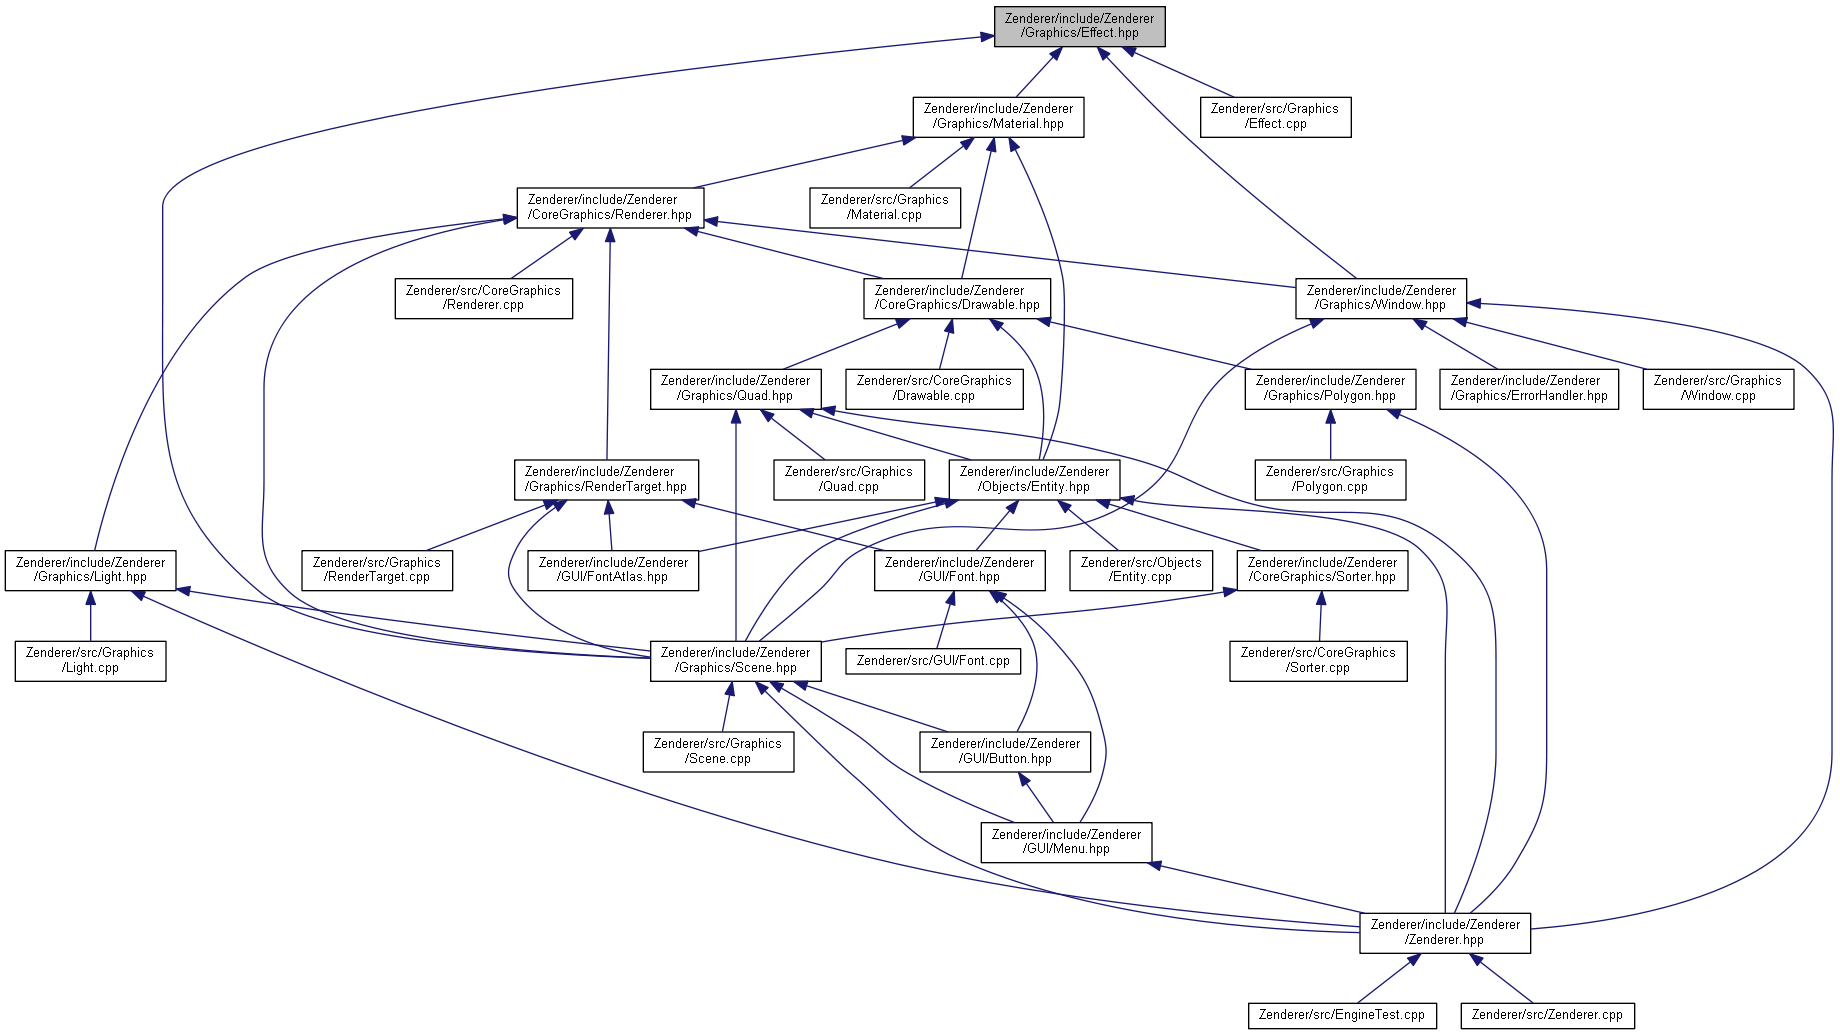 Zenderer/include/Zenderer
/Graphics/Effect.hpp
Zenderer/include/Zenderer
/Graphics/Material.hpp
Zenderer/src/Graphics
/Effect.cpp
Zenderer/include/Zenderer
/CoreGraphics/Renderer.hpp
Zenderer/src/Graphics
/Material.cpp
Zenderer/src/CoreGraphics
/Renderer.cpp
Zenderer/include/Zenderer
/CoreGraphics/Drawable.hpp
Zenderer/include/Zenderer
/Graphics/Window.hpp
Zenderer/include/Zenderer
/Graphics/Quad.hpp
Zenderer/src/CoreGraphics
/Drawable.cpp
Zenderer/include/Zenderer
/Graphics/Polygon.hpp
Zenderer/include/Zenderer
/Graphics/ErrorHandler.hpp
Zenderer/src/Graphics
/Window.cpp
Zenderer/include/Zenderer
/Graphics/RenderTarget.hpp
Zenderer/src/Graphics
/Quad.cpp
Zenderer/include/Zenderer
/Objects/Entity.hpp
Zenderer/src/Graphics
/Polygon.cpp
Zenderer/include/Zenderer
/Graphics/Light.hpp
Zenderer/src/Graphics
/RenderTarget.cpp
Zenderer/include/Zenderer
/GUI/FontAtlas.hpp
Zenderer/include/Zenderer
/GUI/Font.hpp
Zenderer/src/Objects
/Entity.cpp
Zenderer/include/Zenderer
/CoreGraphics/Sorter.hpp
Zenderer/src/Graphics
/Light.cpp
Zenderer/include/Zenderer
/Graphics/Scene.hpp
Zenderer/src/GUI/Font.cpp
Zenderer/src/CoreGraphics
/Sorter.cpp
Zenderer/src/Graphics
/Scene.cpp
Zenderer/include/Zenderer
/GUI/Button.hpp
Zenderer/include/Zenderer
/GUI/Menu.hpp
Zenderer/include/Zenderer
/Zenderer.hpp
Zenderer/src/EngineTest.cpp
Zenderer/src/Zenderer.cpp